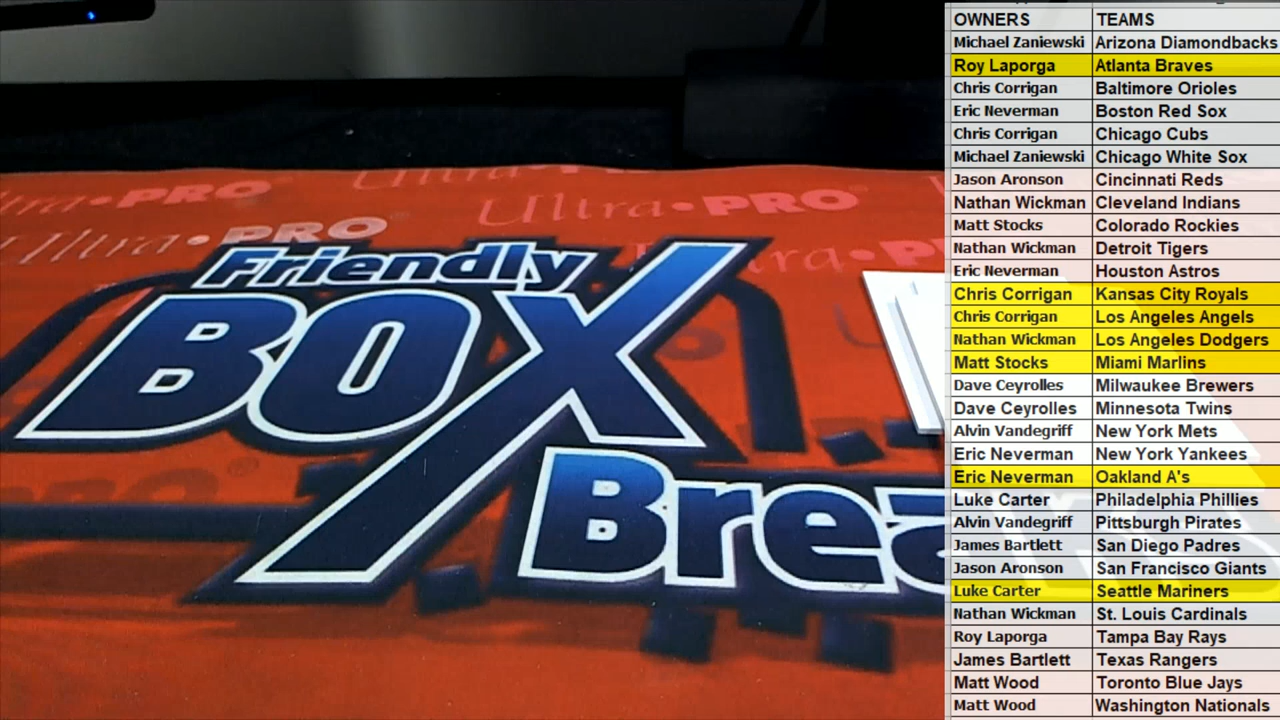 Ultra•PRO
Ultra•PRO
Ultra•PRO
Friendly
BOX
Brea
OWNERS TEAMS
Michael Zaniewski Arizona Diamondbacks
Roy Laporga Atlanta Braves
Chris Corrigan Baltimore Orioles
Eric Neverman Boston Red Sox
Chris Corrigan Chicago Cubs
Michael Zaniewski Chicago White Sox
Jason Aronson Cincinnati Reds
Nathan Wickman Cleveland Indians
Matt Stocks Colorado Rockies
Nathan Wickman Detroit Tigers
Eric Neverman Houston Astros
Chris Corrigan Kansas City Royals
Chris Corrigan Los Angeles Angels
Nathan Wickman Los Angeles Dodgers
Matt Stocks Miami Marlins
Dave Ceyrolles Milwaukee Brewers
Dave Ceyrolles Minnesota Twins
Alvin Vandegriff New York Mets
Eric Neverman New York Yankees
Eric Neverman Oakland A's
Luke Carter Philadelphia Phillies
Alvin Vandegriff Pittsburgh Pirates
James Bartlett San Diego Padres
Jason Aronson San Francisco Giants
Luke Carter Seattle Mariners
Nathan Wickman St. Louis Cardinals
Roy Laporga Tampa Bay Rays
James Bartlett Texas Rangers
Matt Wood Toronto Blue Jays
Matt Wood Washington Nationals